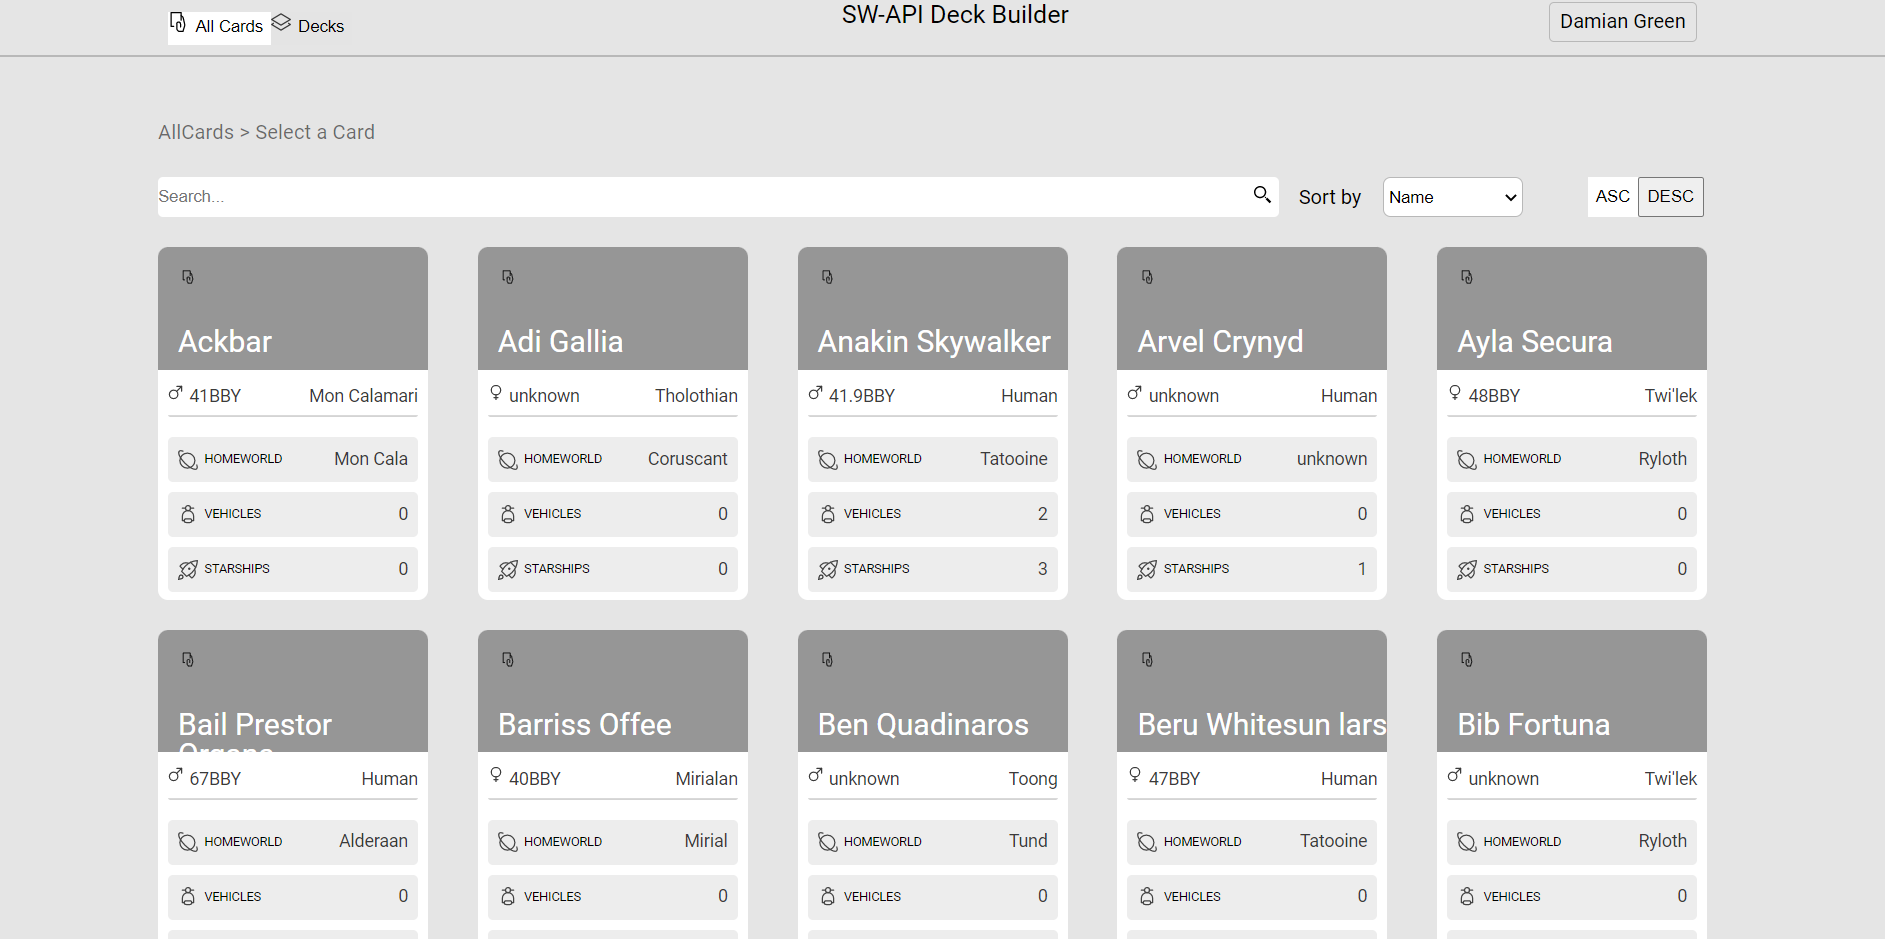 All Cards Decks
SW-API Deck Builder
Damian Green
AllCards > Select a Card
Search...
Sort by
Name
ASC DESC
Ackbar
41BBY Mon Calamari
HOMEWORLD Mon Cala
VEHICLES 0
STARSHIPS 0
Adi Gallia
unknown Tholothian
HOMEWORLD Coruscant
VEHICLES 0
STARSHIPS 0
Anakin Skywalker
41.9BBY Human
HOMEWORLD Tatooine
VEHICLES 2
STARSHIPS 3
Arvel Crynyd
unknown Human
HOMEWORLD unknown
VEHICLES 0
STARSHIPS 1
Ayla Secura
48BBY Twi'lek
HOMEWORLD Ryloth
VEHICLES 0
STARSHIPS 0
Bail Prestor
Organa
67BBY Human
HOMEWORLD Alderaan
VEHICLES 0
Barriss Offee
40BBY Mirialan
HOMEWORLD Mirial
VEHICLES 0
Ben Quadinaros
unknown Toong
HOMEWORLD Tund
VEHICLES 0
Beru Whitesun lars
47BBY Human
HOMEWORLD Tatooine
VEHICLES 0
Bib Fortuna
unknown Twi'lek
HOMEWORLD Ryloth
VEHICLES 0